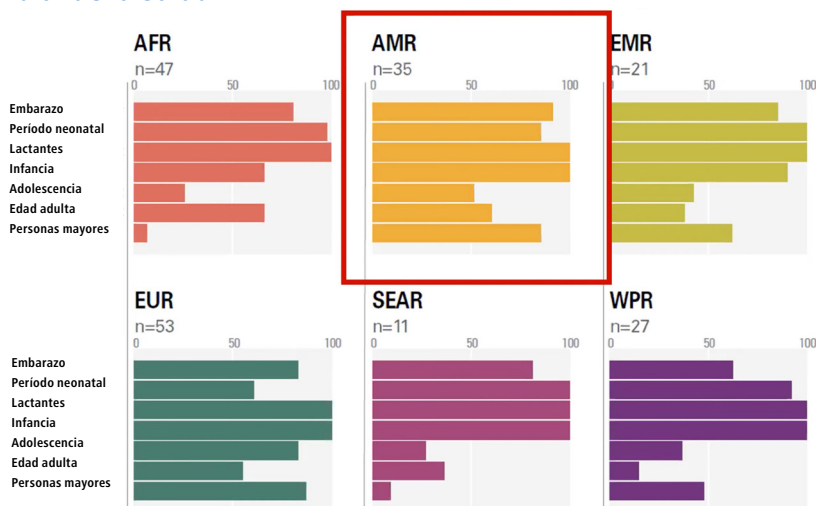 AFR
n=47
0 50 100
AMR
n=35
50 100
EMR
n=21
50 100
Embarazo
Período neonatal
Lactantes
Infancia
Adolescencia
Edad adulta
Personas mayores
EUR
n=53
0 50 100
SEAR
n=11
0 50 100
WPR
n=27
0 50 100
Embarazo
Período neonatal
Lactantes
Infancia
Adolescencia
Edad adulta
Personas mayores